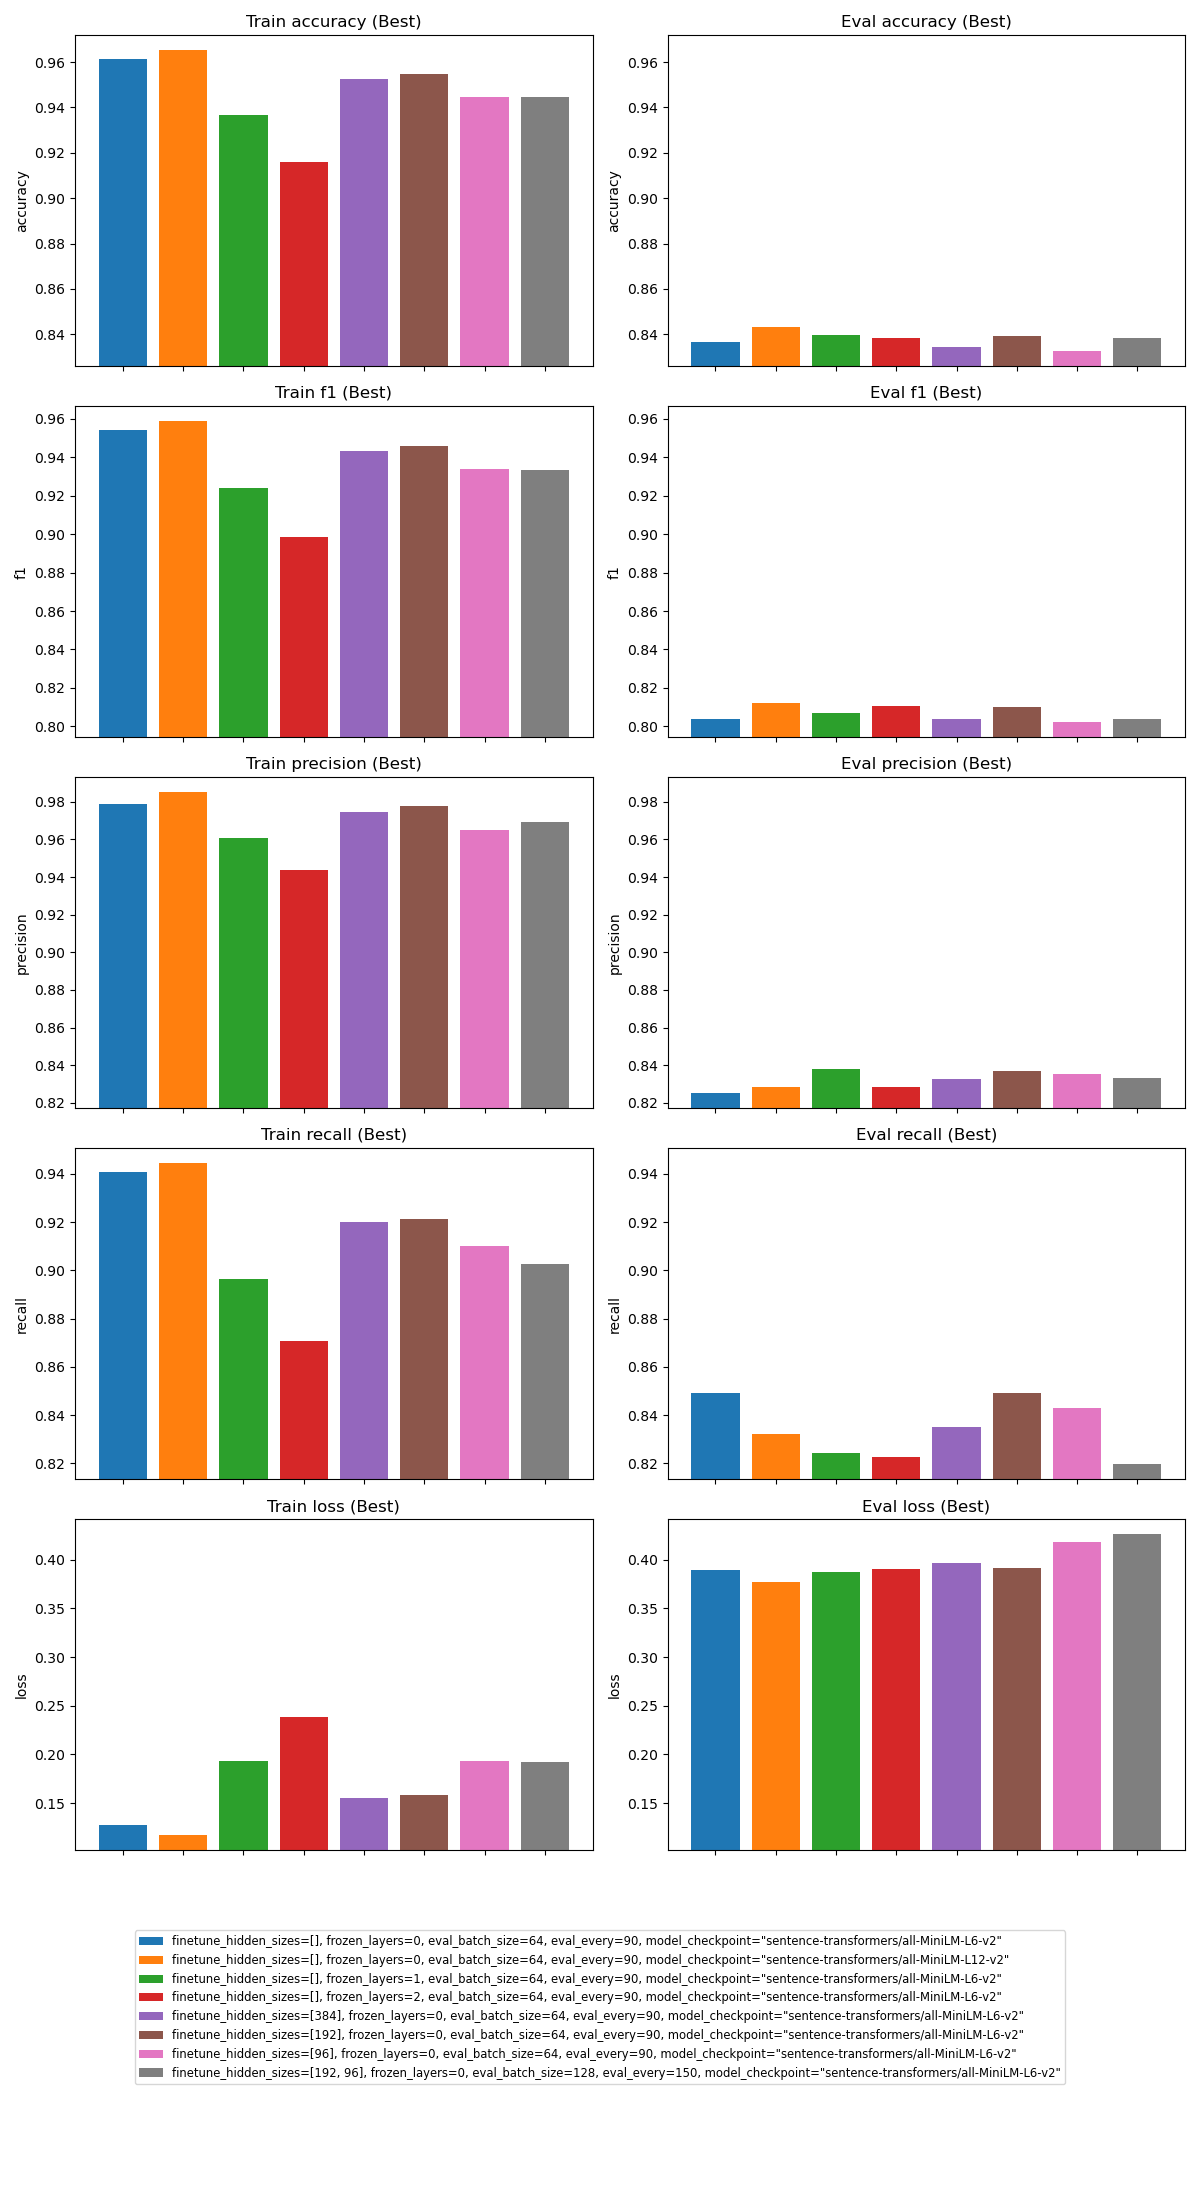 Train accuracy (Best)
accuracy
0.96
0.94
0.92
0.90
0.88
0.86
0.84
Eval accuracy (Best)
accuracy
0.96
0.94
0.92
0.90
0.88
0.86
0.84
Train f1 (Best)
f1
0.96
0.94
0.92
0.90
0.88
0.86
0.84
0.82
0.80
Eval f1 (Best)
f1
0.96
0.94
0.92
0.90
0.88
0.86
0.84
0.82
0.80
Train precision (Best)
precision
0.98
0.96
0.94
0.92
0.90
0.88
0.86
0.84
0.82
Eval precision (Best)
precision
0.98
0.96
0.94
0.92
0.90
0.88
0.86
0.84
0.82
Train recall (Best)
recall
0.94
0.92
0.90
0.88
0.86
0.84
0.82
Eval recall (Best)
recall
0.94
0.92
0.90
0.88
0.86
0.84
0.82
Train loss (Best)
loss
0.40
0.35
0.30
0.25
0.20
0.15
Eval loss (Best)
loss
0.40
0.35
0.30
0.25
0.20
0.15
finetune_hidden_sizes=[], frozen_layers=0, eval_batch_size=64, eval_every=90, model_checkpoint="sentence-transformers/all-MiniLM-L6-v2"
finetune_hidden_sizes=[], frozen_layers=0, eval_batch_size=64, eval_every=90, model_checkpoint="sentence-transformers/all-MiniLM-L12-v2"
finetune_hidden_sizes=[], frozen_layers=1, eval_batch_size=64, eval_every=90, model_checkpoint="sentence-transformers/all-MiniLM-L6-v2"
finetune_hidden_sizes=[], frozen_layers=2, eval_batch_size=64, eval_every=90, model_checkpoint="sentence-transformers/all-MiniLM-L6-v2"
finetune_hidden_sizes=[384], frozen_layers=0, eval_batch_size=64, eval_every=90, model_checkpoint="sentence-transformers/all-MiniLM-L6-v2"
finetune_hidden_sizes=[192], frozen_layers=0, eval_batch_size=64, eval_every=90, model_checkpoint="sentence-transformers/all-MiniLM-L6-v2"
finetune_hidden_sizes=[96], frozen_layers=0, eval_batch_size=64, eval_every=90, model_checkpoint="sentence-transformers/all-MiniLM-L6-v2"
finetune_hidden_sizes=[192, 96], frozen_layers=0, eval_batch_size=128, eval_every=150, model_checkpoint="sentence-transformers/all-MiniLM-L6-v2"